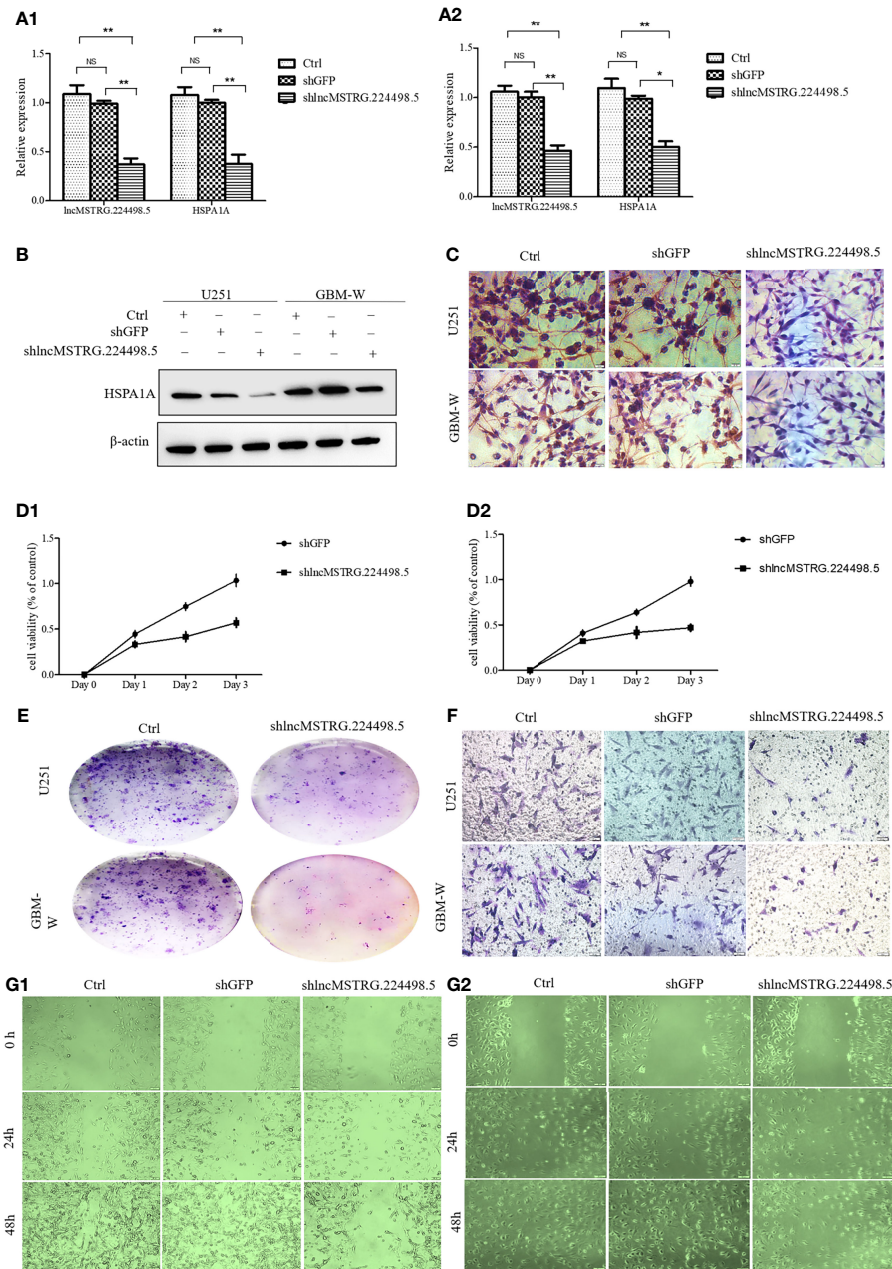 A1
**
**
NS
**
NS
**
Relative expression
1.5
1.0
0.5
0.0
lncMSTRG.224498.5
HSPA1A
Ctrl
shGFP
shlncMSTRG.224498.5
A2
**
**
NS
**
NS
*
Relative expression
1.5
1.0
0.5
0.0
lncMSTRG.224498.5
HSPA1A
Ctrl
shGFP
shlncMSTRG.224498.5
B
U251
GBM-W
Ctrl + – – + – –
shGFP – + – – + –
shlncMSTRG.224498.5 – – + – – +
HSPA1A
β-actin
C
Ctrl
shGFP
shlncMSTRG.224498.5
U251
GBM-W
D1
cell viability (% of control)
1.5
1.0
0.5
0.0
Day 0
Day 1
Day 2
Day 3
shGFP
shlncMSTRG.224498.5
D2
cell viability (% of control)
1.5
1.0
0.5
0.0
Day 0
Day 1
Day 2
Day 3
shGFP
shlncMSTRG.224498.5
E
Ctrl
shlncMSTRG.224498.5
U251
GBM-
W
F
Ctrl
shGFP
shlncMSTRG.224498.5
U251
GBM-W
G1
Ctrl
shGFP
shlncMSTRG.224498.5
0 h
24h
48h
G2
Ctrl
shGFP
shlncMSTRG.224498.5
0h
24h
48h